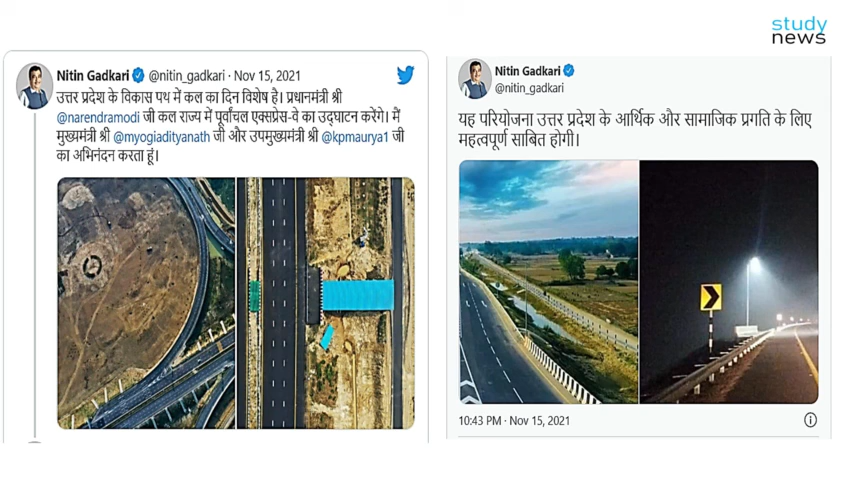 study
news
Nitin Gadkari @nitin_gadkari · Nov 15, 2021
उत्तर प्रदेश के विकास पथ में कल का दिन विशेष है। प्रधानमंत्री श्री
@narendramodi जी कल राज्य में पूर्वांचल एक्सप्रेस-वे का उद्घाटन करेंगे। मैं
मुख्यमंत्री श्री @myogiadityanath जी और उपमुख्यमंत्री श्री @kpmaurya1 जी
का अभिनंदन करता हूं।
Nitin Gadkari
@nitin_gadkari
यह परियोजना उत्तर प्रदेश के आर्थिक और सामाजिक प्रगति के लिए
महत्वपूर्ण साबित होगी।
10:43 PM · Nov 15, 2021